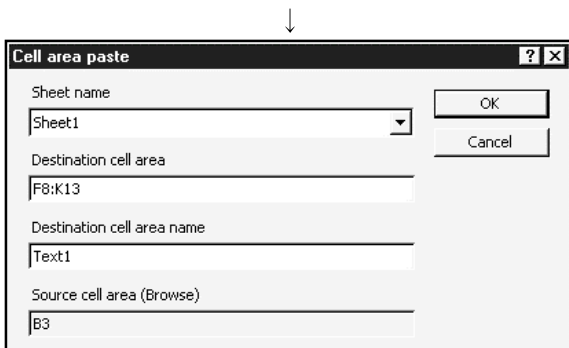 ↓
Cell area paste
Sheet name
Sheet1
OK
Cancel
Destination cell area
F8:K13
Destination cell area name
Text1
Source cell area (Browse)
B3